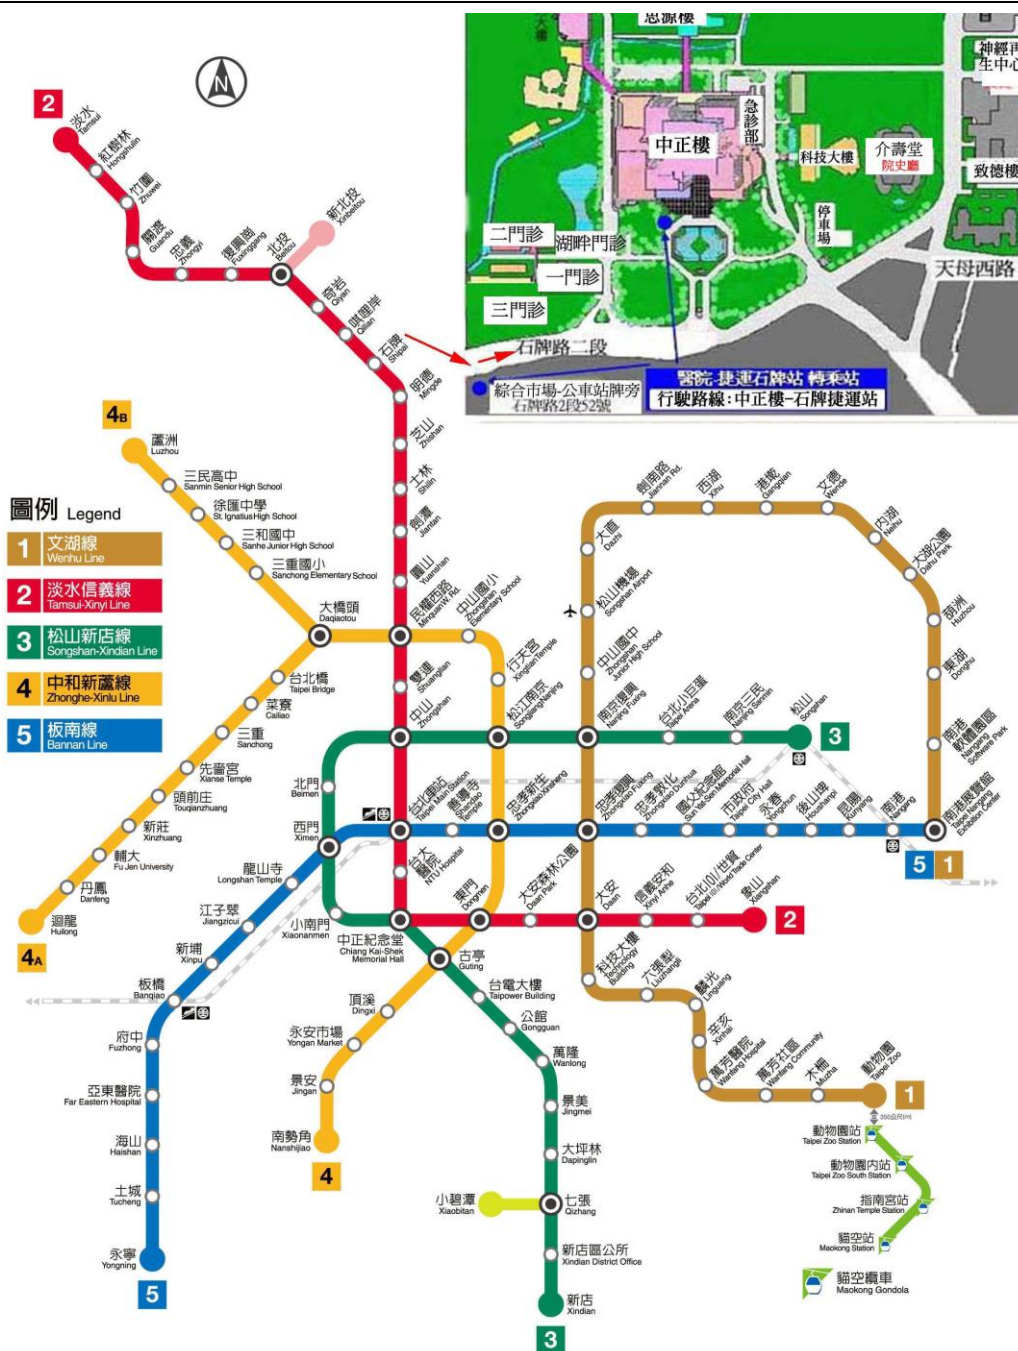 N
2
淡水
Tamsui
紅樹林
Hongshulin
竹圍
Zhuwei
關渡
Guandu
忠義
Zhongyi
復興崗
Fuxinggang
北投
Beitou
新北投
Xinbeitou
奇岩
Qiyan
唭哩岸
Qilian
石牌
Shipai
明德
Mingde
芝山
Zhishan
士林
Shilin
劍潭
Jiantan
圓山
Yuanshan
民權西路
Minquan W. Rd.
雙連
Shuanglian
中山
Zhongshan
思源樓
大樓
中正樓
急診部
科技大樓
介壽堂
院史廳
神經再
生中心
致德樓
停車場
二門診
湖畔門診
一門診
三門診
天母西路
石牌路二段
綜合市場-公車站牌旁
石牌路2段52號
醫院-捷運石牌站 轉乘站
行駛路線:中正樓-石牌捷運站
圖例 Legend
1 文湖線
Wenhu Line
2 淡水信義線
Tamsui-Xinyi Line
3 松山新店線
Songshan-Xindian Line
4 中和新蘆線
Zhonghe-Xinlu Line
5 板南線
Bannan Line
4B
蘆洲
Luzhou
三民高中
Sanmin Senior High School
徐匯中學
St. Ignatius High School
三和國中
Sanhe Junior High School
三重國小
Sanchong Elementary School
大橋頭
Daqiaotou
台北橋
Taipei Bridge
菜寮
Cailiao
三重
Sanchong
先嗇宮
Xianse Temple
頭前庄
Touqianzhuang
新莊
Xinzhuang
輔大
Fu Jen University
丹鳳
Danfeng
迴龍
Huilong
4A
中山國小
Zhongshan
Elementary School
行天宮
Xingtian Temple
松江南京
Songjiang Nanjing
劍南路
Jiannan Rd.
西湖
Xihu
港墘
Gangqian
文德
Wende
內湖
Neihu
大湖公園
Dahu Park
葫洲
Huzhou
東湖
Donghu
南港
軟體園區
Nangang
Software Park
南港展覽館
Taipei Nangang
Exhibition Center
大直
Dazhi
松山機場
Songshan Airport
中山國中
Zhongshan
Junior High School
南京復興
Nanjing Fuxing
台北小巨蛋
Taipei Arena
南京三民
Nanjing Sanmin
松山
Songshan
3
北門
Beimen
西門
Ximen
台北車站
Taipei Main Station
善導寺
Shandao
Temple
忠孝新生
Zhongxiao Xinsheng
忠孝復興
Zhongxiao Fuxing
忠孝敦化
Zhongxiao Dunhua
國父紀念館
Sun Yat-Sen Memorial Hall
市政府
Taipei City Hall
永春
Yongchun
後山埤
Houshanpi
昆陽
Kunyang
南港
Nangang
5 1
龍山寺
Longshan Temple
江子翠
Jiangzicui
新埔
Xinpu
板橋
Banqiao
府中
Fuzhong
亞東醫院
Far Eastern Hospital
海山
Haishan
土城
Tucheng
永寧
Yongning
5
台大
醫院
NTU Hospital
小南門
Xiaonanmen
中正紀念堂
Chiang Kai-Shek
Memorial Hall
東門
Dongmen
大安森林公園
Daan Park
大安
Daan
信義安和
Xinyi Anhe
台北101/世貿
Taipei 101/World Trade Center
象山
Xiangshan
2
古亭
Guting
頂溪
Dingxi
永安市場
Yongan Market
景安
Jingan
南勢角
Nanshijiao
4
台電大樓
Taipower Building
公館
Gongguan
萬隆
Wanlong
景美
Jingmei
大坪林
Dapinglin
小碧潭
Xiaobitan
七張
Qizhang
新店區公所
Xindian District Office
新店
Xindian
3
科技大樓
Technology
Building
六張犁
Liuzhangli
麟光
Linguang
辛亥
Xinhai
萬芳醫院
Wanfang Hospital
萬芳社區
Wanfang Community
木柵
Muzha
動物園
Taipei Zoo
1
350公尺(m)
動物園站
Taipei Zoo Station
動物園內站
Taipei Zoo South Station
指南宮站
Zhinan Temple Station
貓空站
Maokong Station
貓空纜車
Maokong Gondola